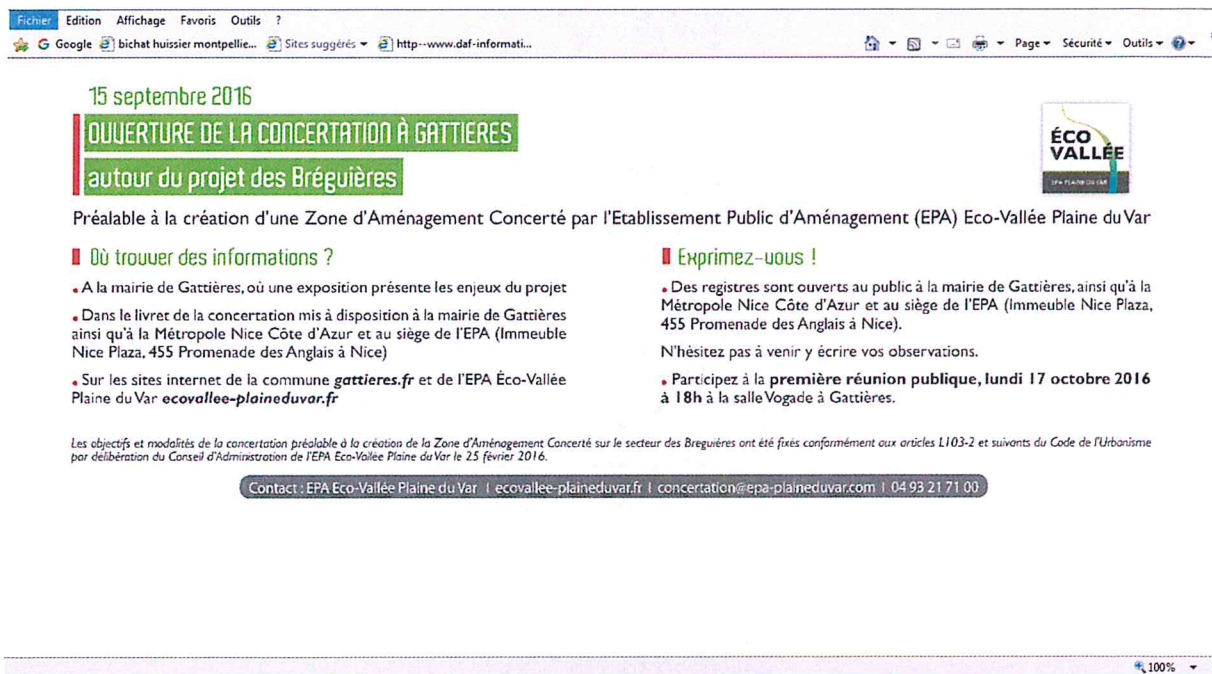 Fichier Edition Affichage Favoris Outils ?
Google bichat huissier montpellie... Sites suggérés http--www.daf-informati... Page Sécurité Outils
15 septembre 2016
OUVERTURE DE LA CONCERTATION À GATTIERES
autour du projet des Bréguières
ÉCO
VALLÉE
EPA PLAINE DU VAR
Préalable à la création d'une Zone d'Aménagement Concerté par l'Etablissement Public d'Aménagement (EPA) Eco-Vallée Plaine du Var
Où trouver des informations ?
• A la mairie de Gattières, où une exposition présente les enjeux du projet
• Dans le livret de la concertation mis à disposition à la mairie de Gattières
ainsi qu'à la Métropole Nice Côte d'Azur et au siège de l'EPA (Immeuble
Nice Plaza, 455 Promenade des Anglais à Nice)
• Sur les sites internet de la commune gattieres.fr et de l'EPA Éco-Vallée
Plaine du Var ecovallee-plaineduvar.fr
Exprimez-vous !
• Des registres sont ouverts au public à la mairie de Gattières, ainsi qu'à la
Métropole Nice Côte d'Azur et au siège de l'EPA (Immeuble Nice Plaza,
455 Promenade des Anglais à Nice).
N'hésitez pas à venir y écrire vos observations.
• Participez à la première réunion publique, lundi 17 octobre 2016
à 18h à la salle Vogade à Gattières.
Les objectifs et modalités de la concertation préalable à la création de la Zone d'Aménagement Concerté sur le secteur des Breguières ont été fixés conformément aux articles L103-2 et suivants du Code de l'Urbanisme
par délibération du Conseil d'Administration de l'EPA Eco-Vallée Plaine du Var le 25 février 2016.
Contact : EPA Eco-Vallée Plaine du Var | ecovallee-plaineduvar.fr | concertation@epa-plaineduvar.com | 04 93 21 71 00
100%